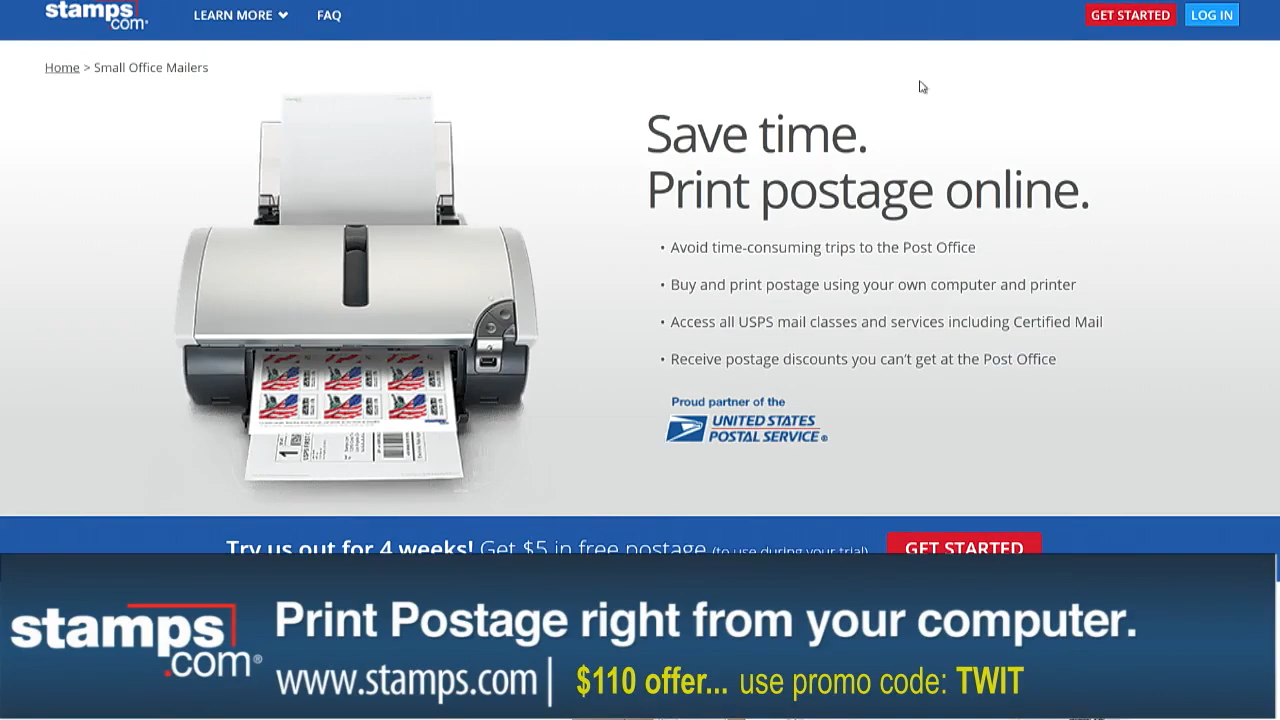 stamps
.com
LEARN MORE
FAQ
GET STARTED
LOG IN
Home > Small Office Mailers
Save time.
Print postage online.
• Avoid time-consuming trips to the Post Office
• Buy and print postage using your own computer and printer
• Access all USPS mail classes and services including Certified Mail
• Receive postage discounts you can't get at the Post Office
Proud partner of the
UNITED STATES
POSTAL SERVICE®
Try us out for 4 weeks! Get $5 in free postage (to use during your trial)
GET STARTED
stamps
.com®
Print Postage right from your computer.
www.stamps.com | $110 offer... use promo code: TWIT